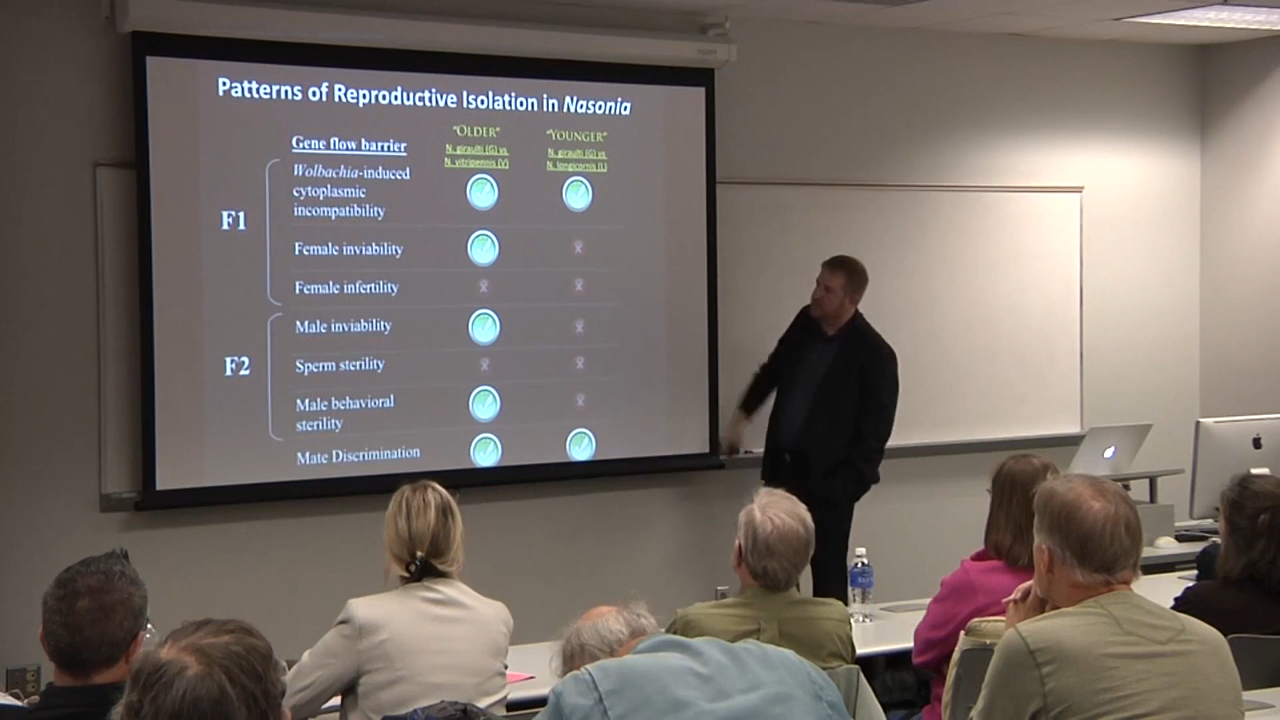 Patterns of Reproductive Isolation in Nasonia
Gene flow barrier
"OLDER"
N. giraulti (G) vs
N. vitripennis (V)
"YOUNGER"
N. giraulti (G) vs
N. longicornis (L)
F1
Wolbachia-induced
cytoplasmic
incompatibility
Female inviability
Female infertility
F2
Male inviability
Sperm sterility
Male behavioral
sterility
Mate Discrimination